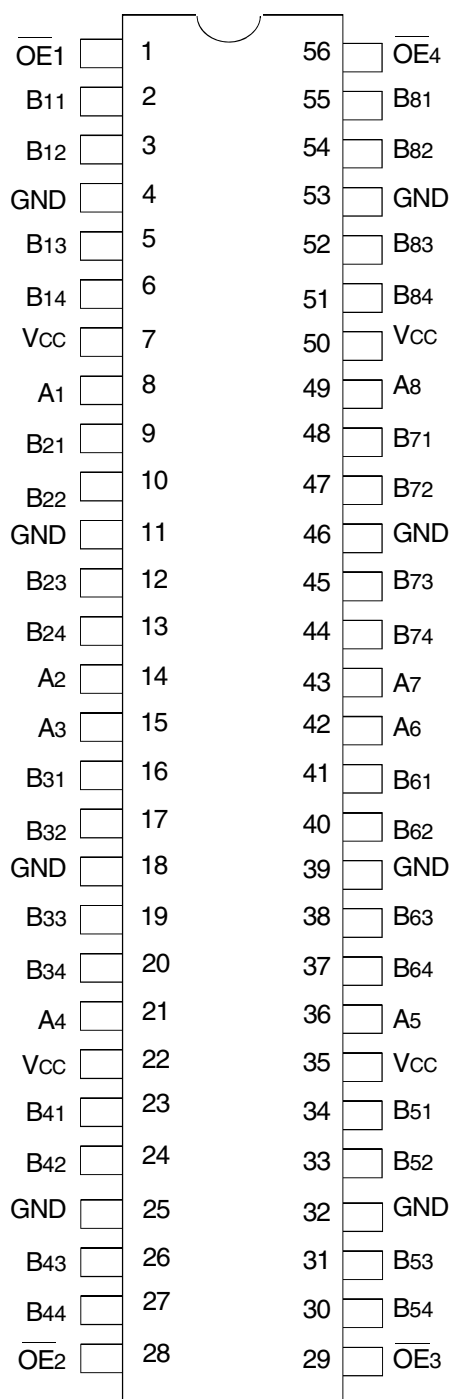 OE1 1 56 OE4
B11 2 55 B81
B12 3 54 B82
GND 4 53 GND
B13 5 52 B83
B14 6 51 B84
VCC 7 50 VCC
A1 8 49 A8
B21 9 48 B71
B22 10 47 B72
GND 11 46 GND
B23 12 45 B73
B24 13 44 B74
A2 14 43 A7
A3 15 42 A6
B31 16 41 B61
B32 17 40 B62
GND 18 39 GND
B33 19 38 B63
B34 20 37 B64
A4 21 36 A5
VCC 22 35 VCC
B41 23 34 B51
B42 24 33 B52
GND 25 32 GND
B43 26 31 B53
B44 27 30 B54
OE2 28 29 OE3